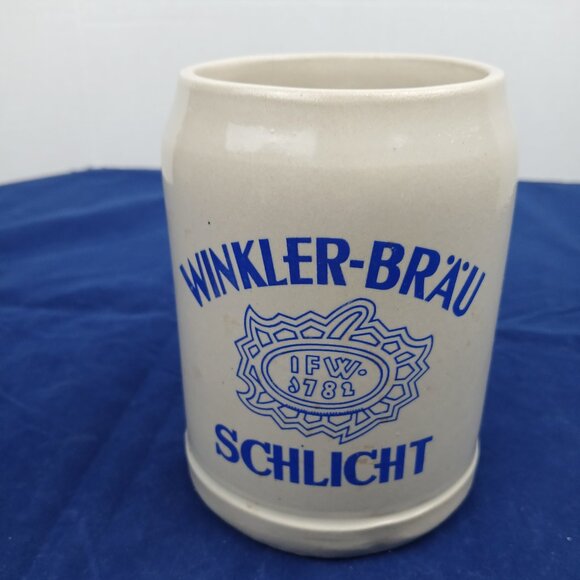 WINKLER-BRÄU
IFW.
1782
SCHLICHT